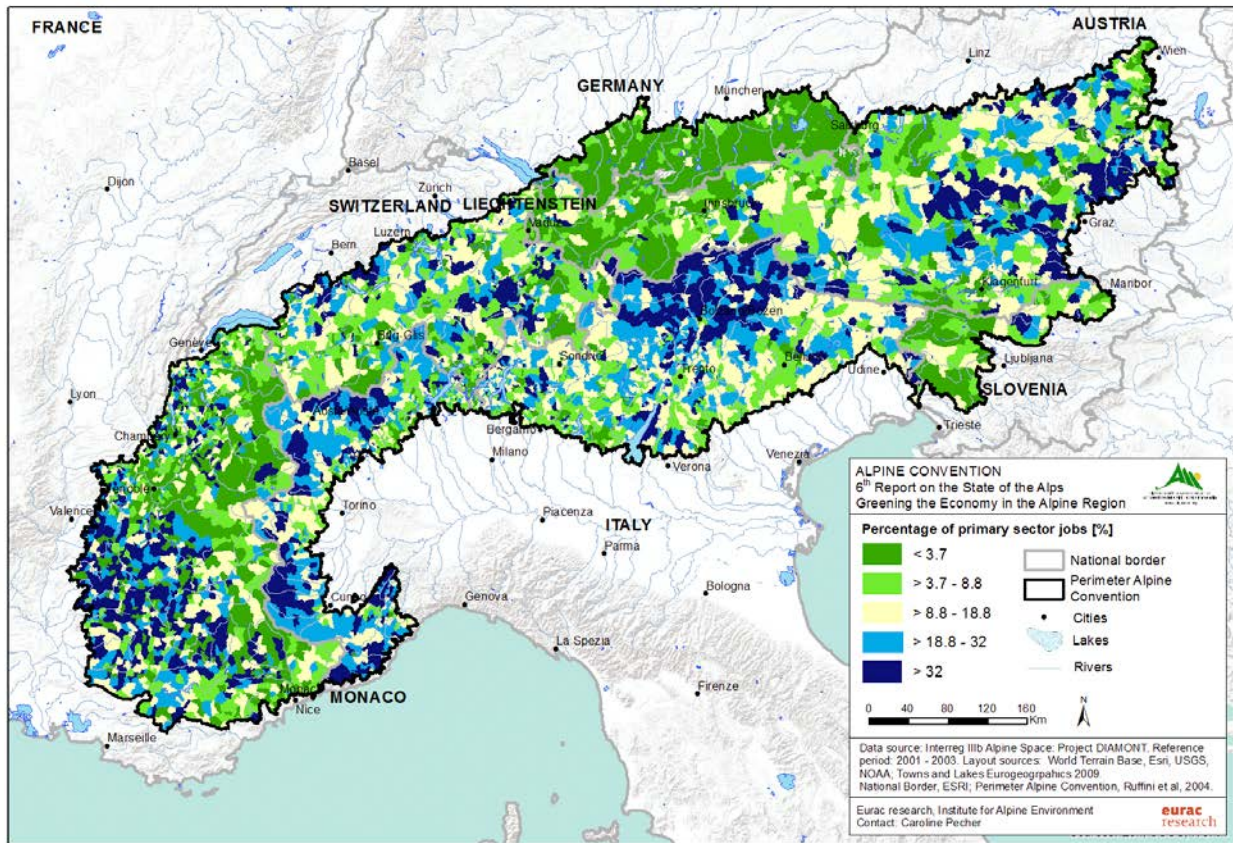 FRANCE
AUSTRIA
Linz
Wien
GERMANY
München
Salzburg
Basel
Dijon
Zürich
SWITZERLAND
LIECHTENSTEIN
Vaduz
Innsbruck
Luzern
Bern
Graz
Klagenfurt
Maribor
Brig Glis
Bolzano/Bozen
Genève
Sondrio
Trento
Udine
Ljubljana
SLOVENIA
Lyon
Trieste
Bergamo
Milano
Verona
Venezia
Grenoble
Valence
Torino
Piacenza
ITALY
Parma
Bologna
Genova
La Spezia
Firenze
MONACO
Nice
Marseille
ALPINE CONVENTION
6th Report on the State of the Alps
Greening the Economy in the Alpine Region
Percentage of primary sector jobs [%]
< 3.7
> 3.7 - 8.8
> 8.8 - 18.8
> 18.8 - 32
> 32
National border
Perimeter Alpine
Convention
Cities
Lakes
Rivers
0 40 80 120 160
Km
N
Data source: Interreg IIIb Alpine Space: Project DIAMONT. Reference
period: 2001 - 2003. Layout sources: World Terrain Base, Esri, USGS,
NOAA; Towns and Lakes Eurogeogrpahics 2009.
National Border, ESRI; Perimeter Alpine Convention, Ruffini et al, 2004.
Eurac research, Institute for Alpine Environment
Contact: Caroline Pecher
eurac
research